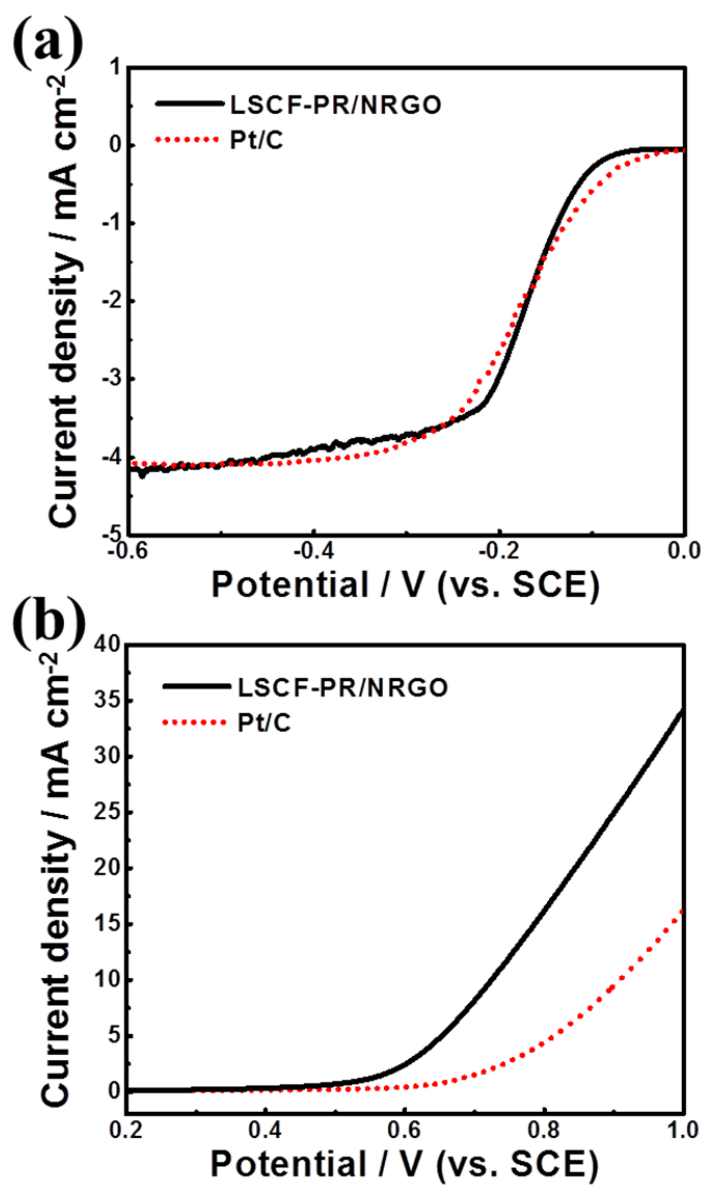 (a)
Current density / mA cm⁻²
1
0
-1
-2
-3
-4
-5
LSCF-PR/NRGO
Pt/C
-0.6
-0.4
-0.2
0.0
Potential / V (vs. SCE)
(b)
Current density / mA cm⁻²
40
35
30
25
20
15
10
5
0
LSCF-PR/NRGO
Pt/C
0.2
0.4
0.6
0.8
1.0
Potential / V (vs. SCE)